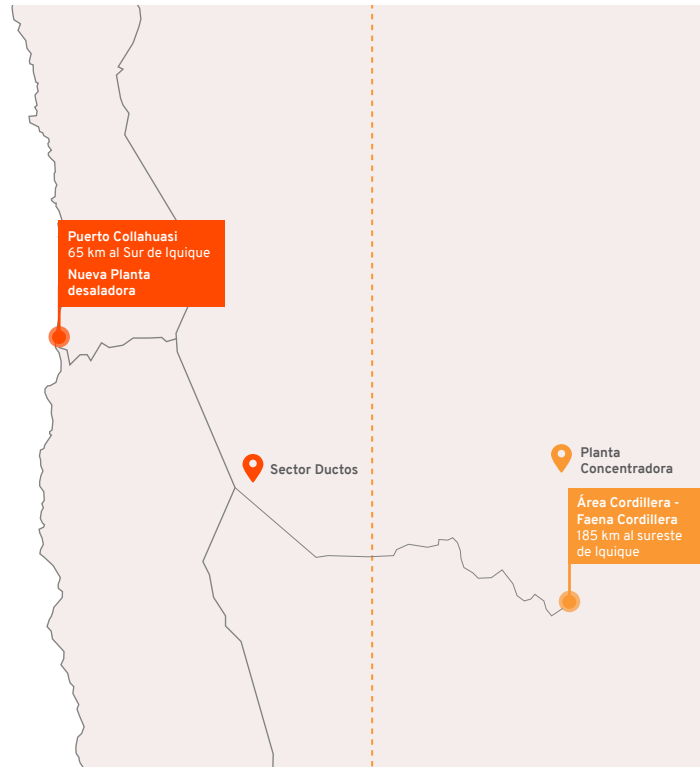 Puerto Collahuasi
65 km al Sur de Iquique
Nueva Planta
desaladora
Sector Ductos
Planta
Concentradora
Área Cordillera -
Faena Cordillera
185 km al sureste
de Iquique